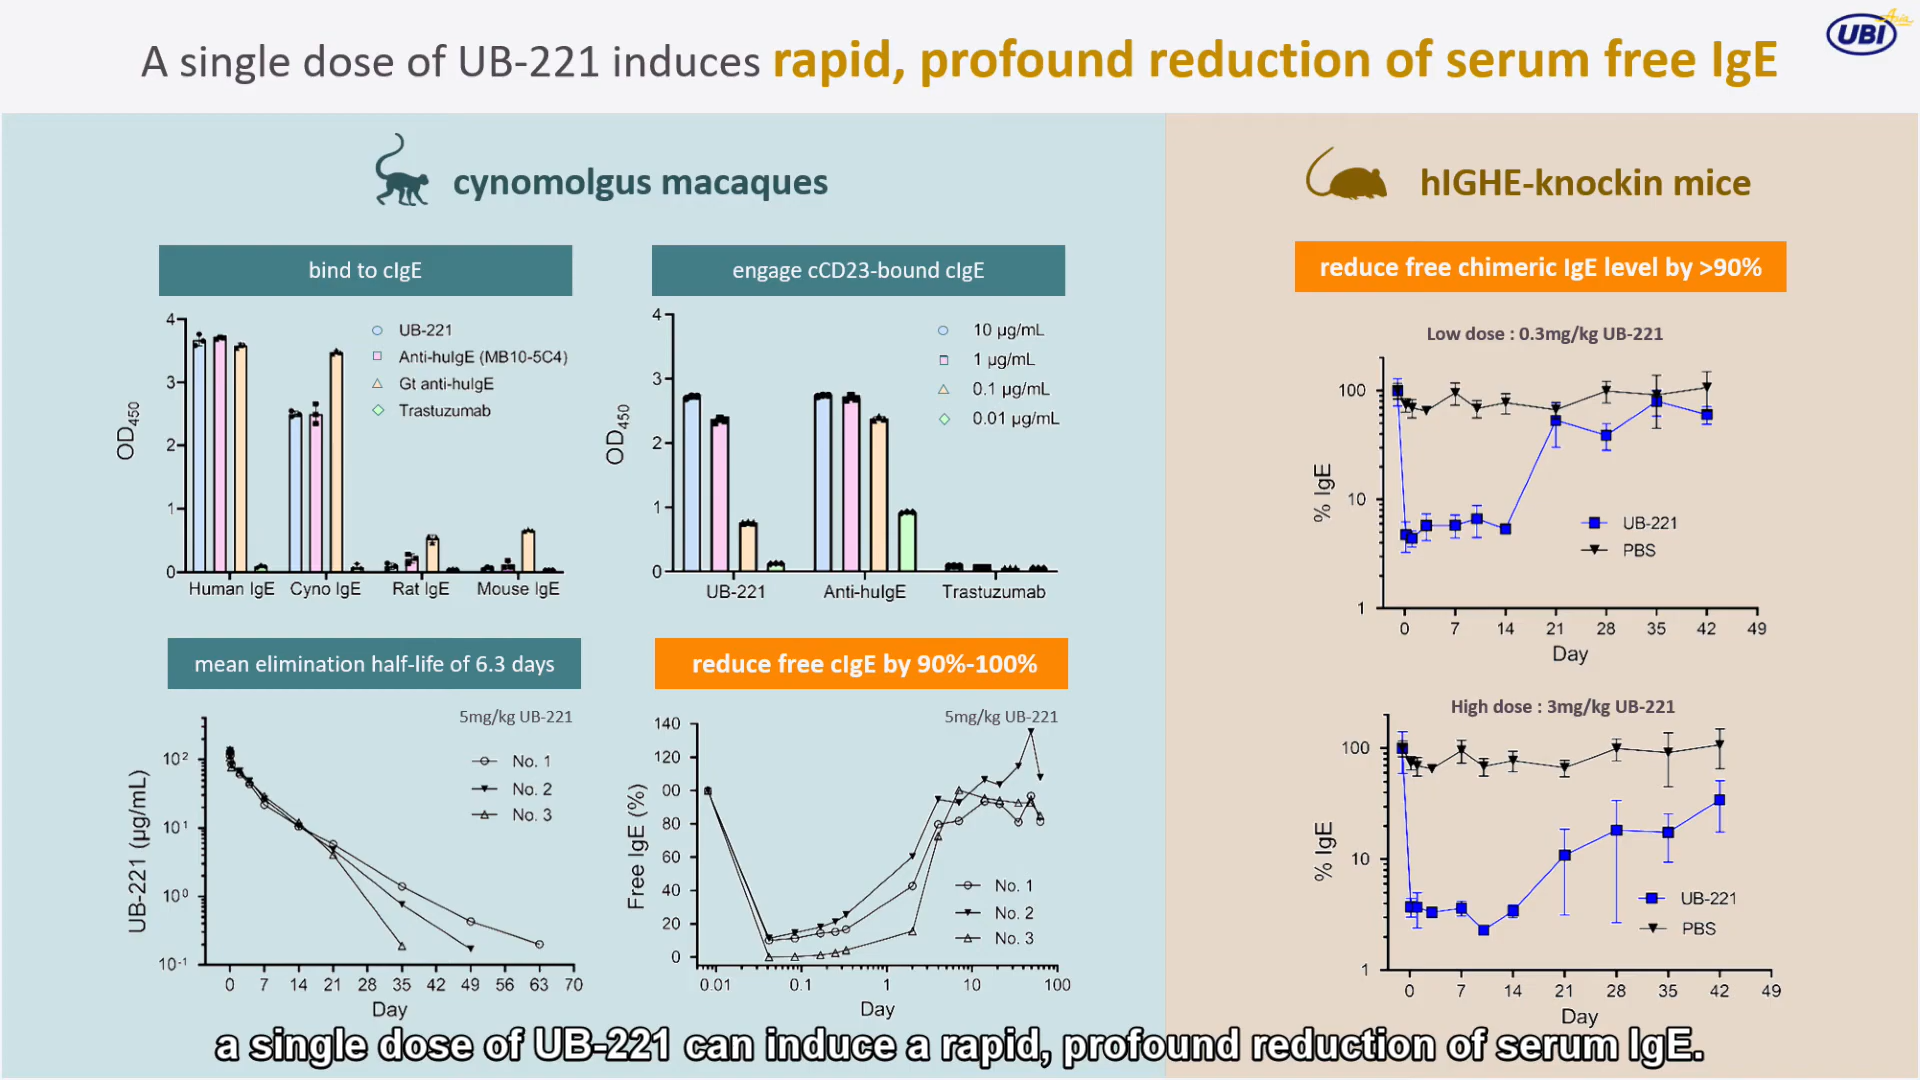 A single dose of UB-221 induces rapid, profound reduction of serum free IgE
UBI Asia
cynomolgus macaques
bind to cIgE
4
3
2
1
0
OD450
UB-221
Anti-huIgE (MB10-5C4)
Gt anti-huIgE
Trastuzumab
Human IgE Cyno IgE Rat IgE Mouse IgE
engage cCD23-bound cIgE
4
3
2
1
0
OD450
10 µg/mL
1 µg/mL
0.1 µg/mL
0.01 µg/mL
UB-221 Anti-huIgE Trastuzumab
mean elimination half-life of 6.3 days
5mg/kg UB-221
10²
10¹
10⁰
10⁻¹
UB-221 (µg/mL)
No. 1
No. 2
No. 3
0 7 14 21 28 35 42 49 56 63 70
Day
reduce free cIgE by 90%-100%
5mg/kg UB-221
140
120
00
80
60
40
20
0
Free IgE (%)
No. 1
No. 2
No. 3
0.01 0.1 1 10 100
Day
hIGHE-knockin mice
reduce free chimeric IgE level by >90%
Low dose : 0.3mg/kg UB-221
100
10
1
% IgE
UB-221
PBS
0 7 14 21 28 35 42 49
Day
High dose : 3mg/kg UB-221
100
10
1
% IgE
UB-221
PBS
0 7 14 21 28 35 42 49
Day
a single dose of UB-221 can induce a rapid, profound reduction of serum IgE.